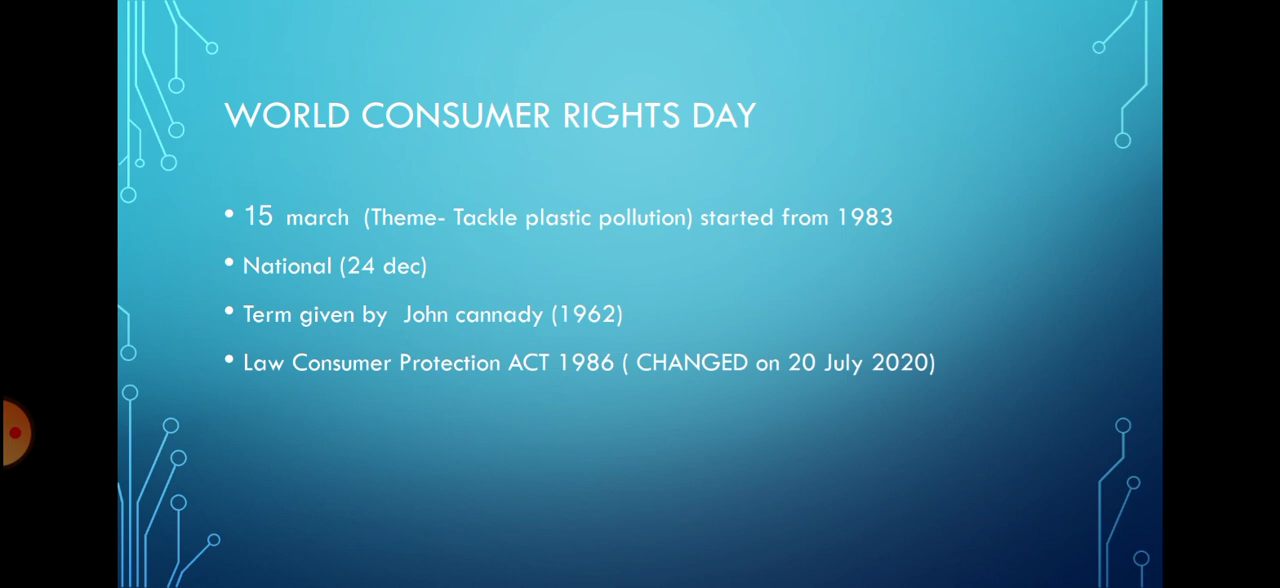 WORLD CONSUMER RIGHTS DAY
• 15 march (Theme- Tackle plastic pollution) started from 1983
• National (24 dec)
• Term given by John cannady (1962)
• Law Consumer Protection ACT 1986 ( CHANGED on 20 July 2020)